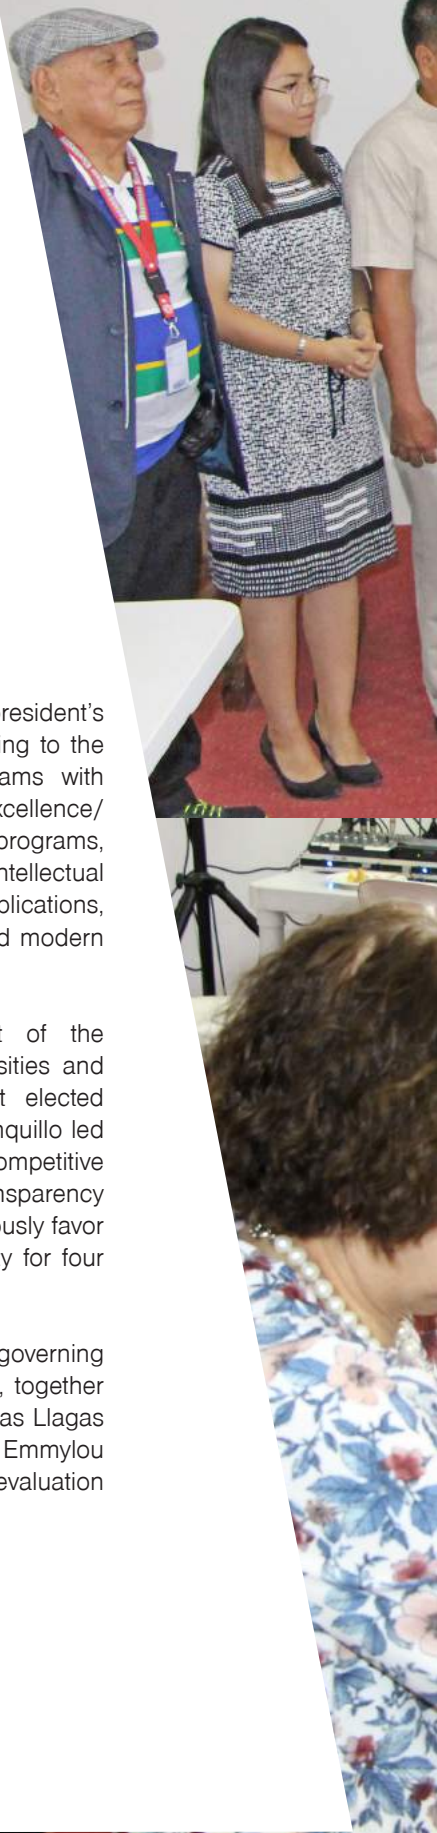 resident's
ing to the
ams with
xcellence/
programs,
ntellectual
plications,
d modern
of the
sities and
t elected
nquillo led
ompetitive
nsparency
ously favor
y for four
governing
, together
as Llagas
Emmylou
evaluation